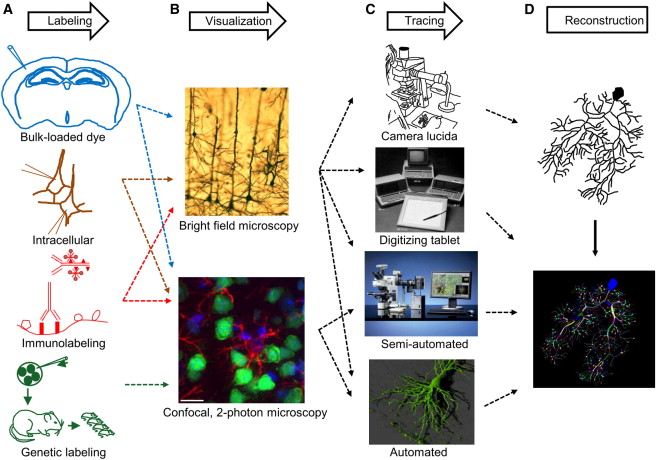 A
Labeling
B
Visualization
C
Tracing
D
Reconstruction
Bulk-loaded dye
Intracellular
Immunolabeling
Genetic labeling
Bright field microscopy
Confocal, 2-photon microscopy
Camera lucida
Digitizing tablet
Semi-automated
Automated